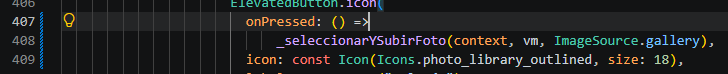 ElevatedButton.icon(
407 onPressed: () =>
408 _seleccionarYSubirFoto(context, vm, ImageSource.gallery),
409 icon: const Icon(Icons.photo_library_outlined, size: 18),